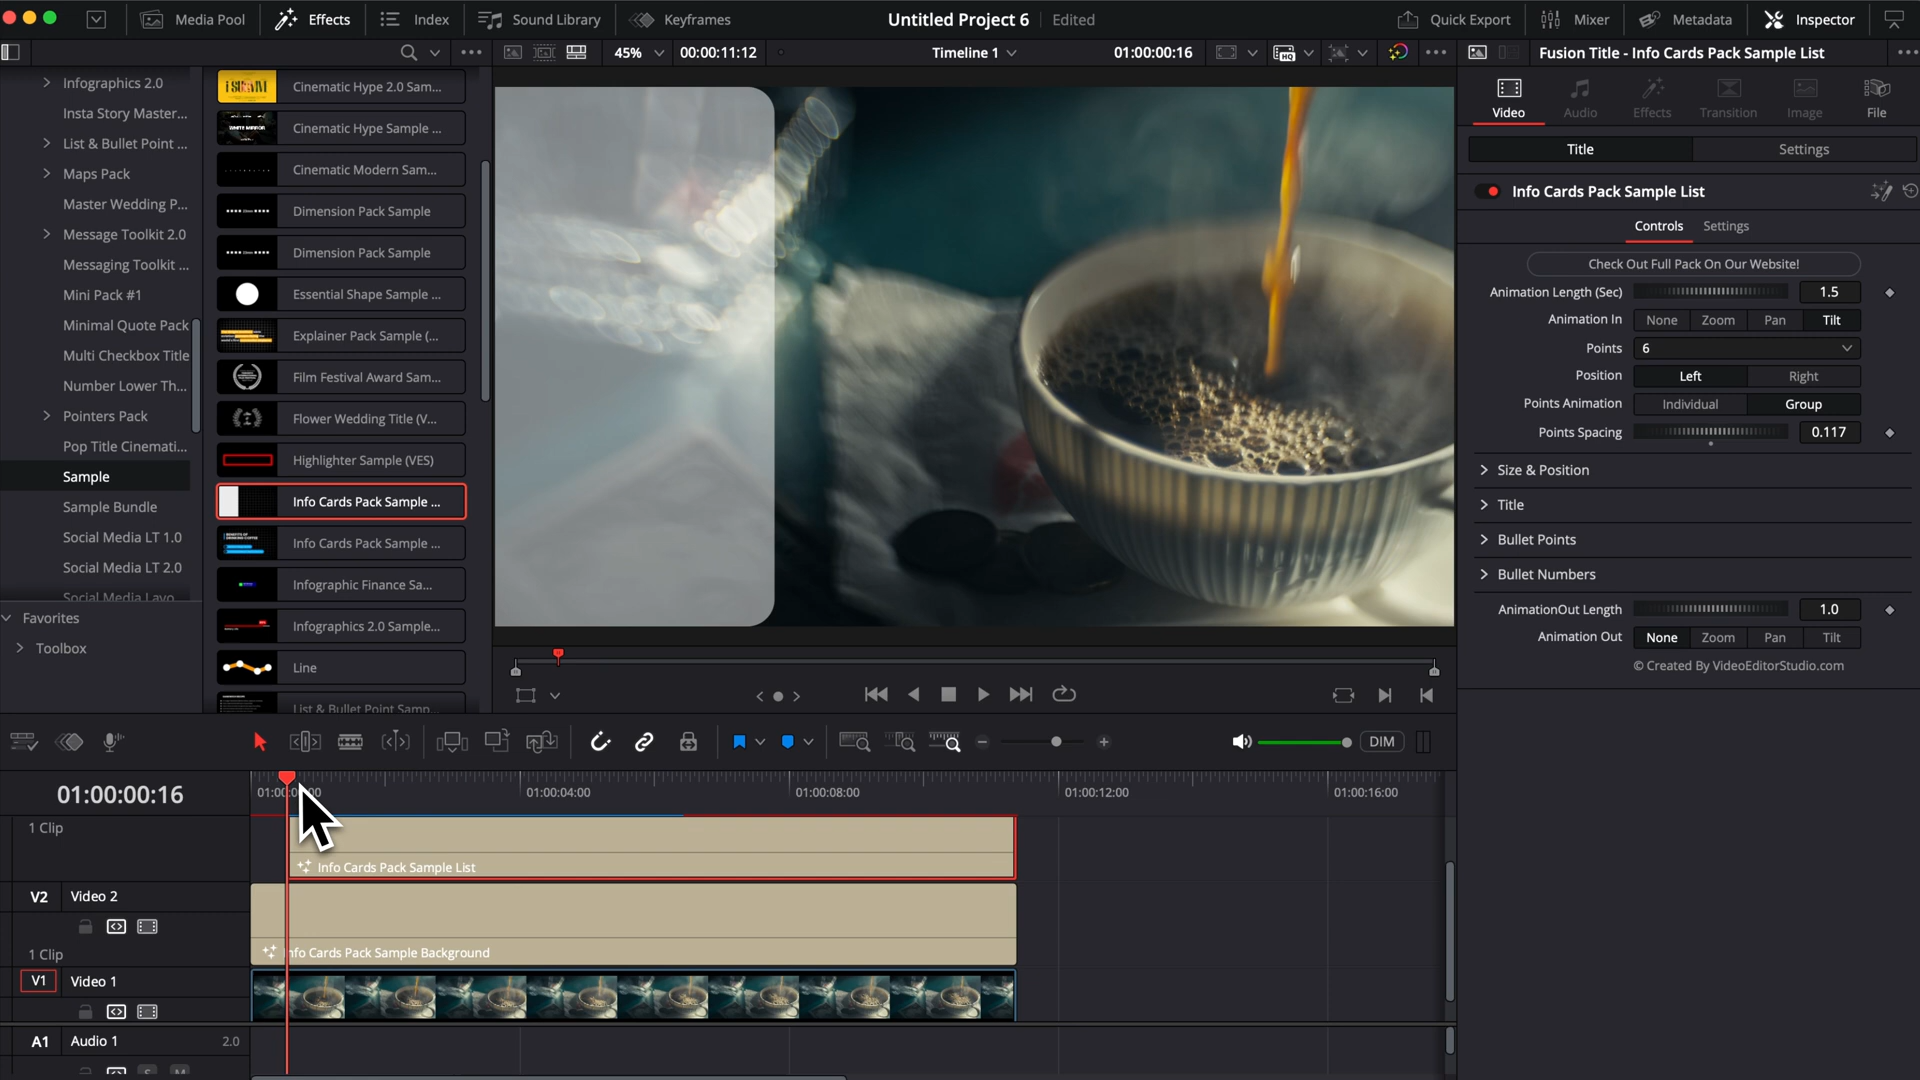 Media Pool
Effects
Index
Sound Library
Keyframes
Untitled Project 6
Edited
Quick Export
Mixer
Metadata
Inspector
45%
00:00:11:12
Timeline 1
01:00:00:16
HQ
Fusion Title - Info Cards Pack Sample List
Infographics 2.0
Insta Story Master...
List & Bullet Point ...
Maps Pack
Master Wedding P...
Message Toolkit 2.0
Messaging Toolkit ...
Mini Pack #1
Minimal Quote Pack
Multi Checkbox Title
Number Lower Th...
Pointers Pack
Pop Title Cinemati...
Sample
Sample Bundle
Social Media LT 1.0
Social Media LT 2.0
Social Media Layo
Favorites
Toolbox
Cinematic Hype 2.0 Sam...
Cinematic Hype Sample ...
Cinematic Modern Sam...
Dimension Pack Sample
Dimension Pack Sample
Essential Shape Sample ...
Explainer Pack Sample (...
Film Festival Award Sam...
Flower Wedding Title (V...
Highlighter Sample (VES)
Info Cards Pack Sample ...
Info Cards Pack Sample ...
Infographic Finance Sa...
Infographics 2.0 Sample...
Line
List & Bullet Point Samp...
Video
Audio
Effects
Transition
Image
File
Title
Settings
Info Cards Pack Sample List
Controls
Settings
Check Out Full Pack On Our Website!
Animation Length (Sec)
1.5
Animation In
None
Zoom
Pan
Tilt
Points
6
Position
Left
Right
Points Animation
Individual
Group
Points Spacing
0.117
Size & Position
Title
Bullet Points
Bullet Numbers
AnimationOut Length
1.0
Animation Out
None
Zoom
Pan
Tilt
© Created By VideoEditorStudio.com
DIM
01:00:00:16
01:00:04:00
01:00:08:00
01:00:12:00
01:00:16:00
1 Clip
Info Cards Pack Sample List
V2
Video 2
1 Clip
Info Cards Pack Sample Background
V1
Video 1
A1
Audio 1
2.0